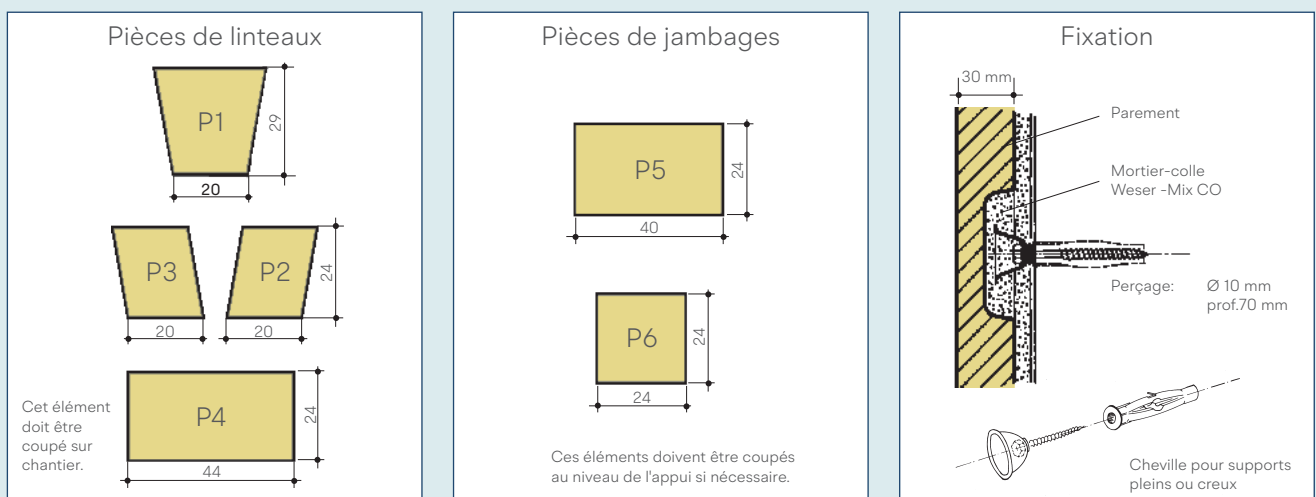 Pièces de linteaux
P1
29
20
P3
P2
24
20
20
Cet élément
doit être
coupé sur
chantier.
P4
24
44
Pièces de jambages
P5
24
40
P6
24
24
Ces éléments doivent être coupés
au niveau de l'appui si nécessaire.
Fixation
30 mm
Parement
Mortier-colle
Weser -Mix CO
Perçage: Ø 10 mm
prof.70 mm
Cheville pour supports
pleins ou creux